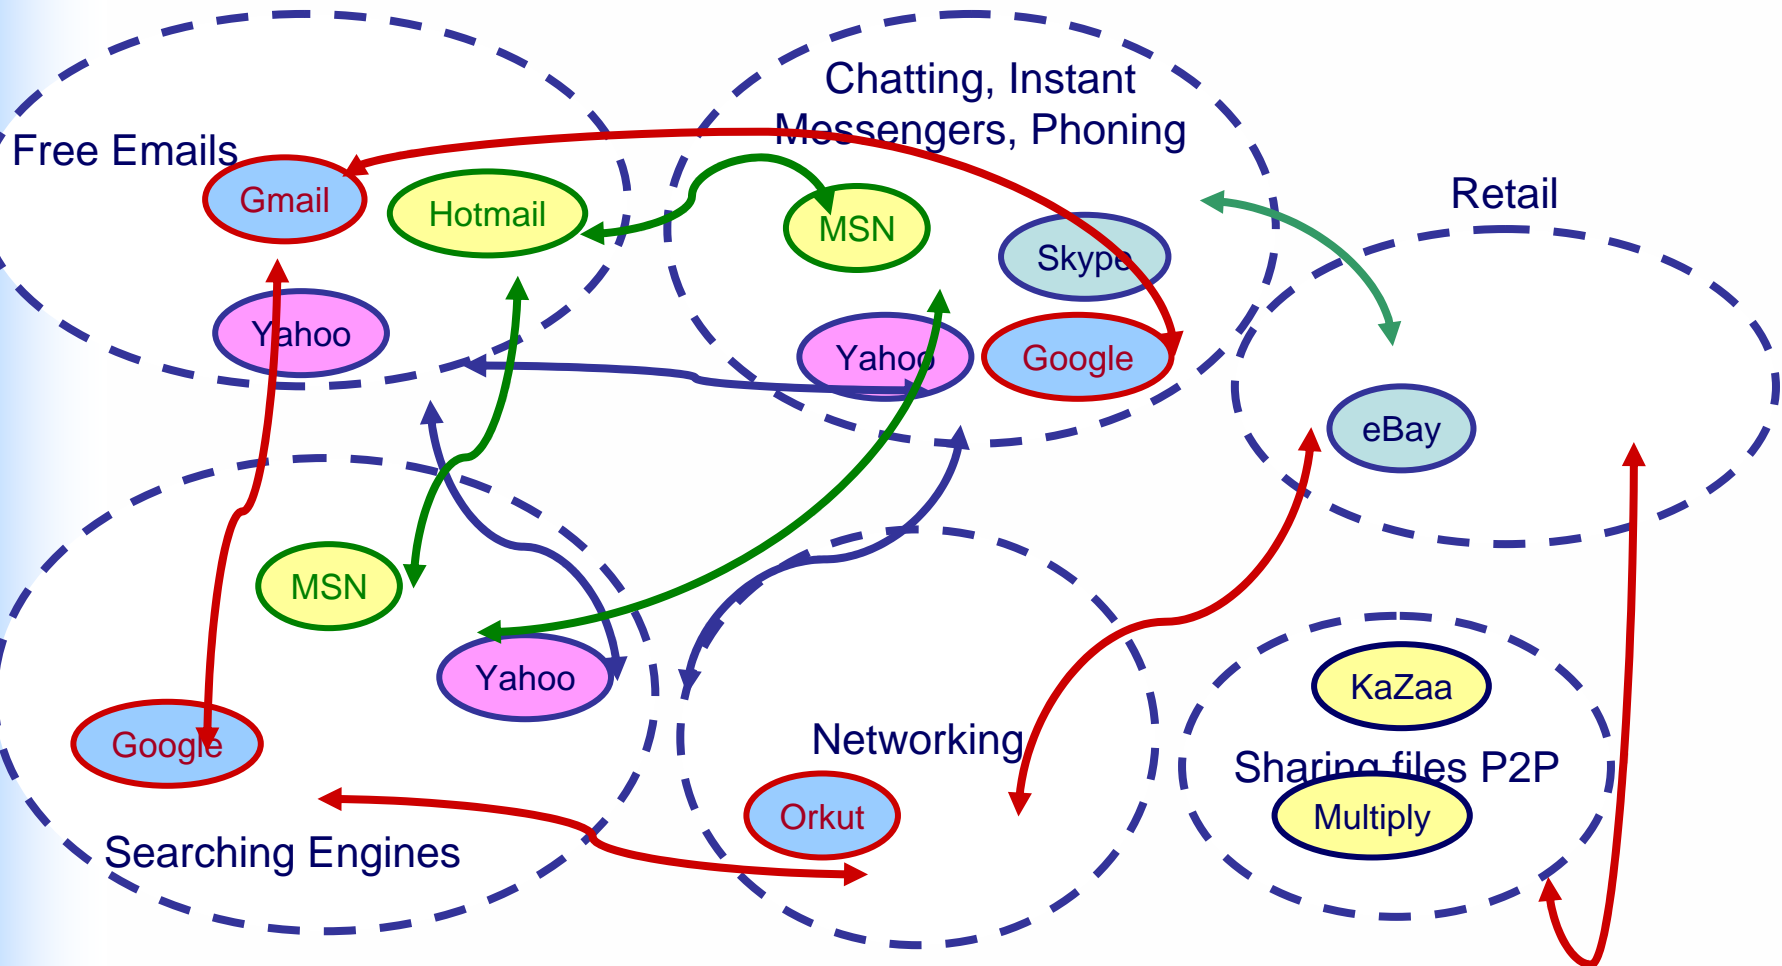 Free Emails
Gmail
Hotmail
Yahoo
Chatting, Instant
Messengers, Phoning
MSN
Skype
Yahoo
Google
Retail
eBay
MSN
Yahoo
Google
Searching Engines
Networking
Orkut
KaZaa
Sharing files P2P
Multiply